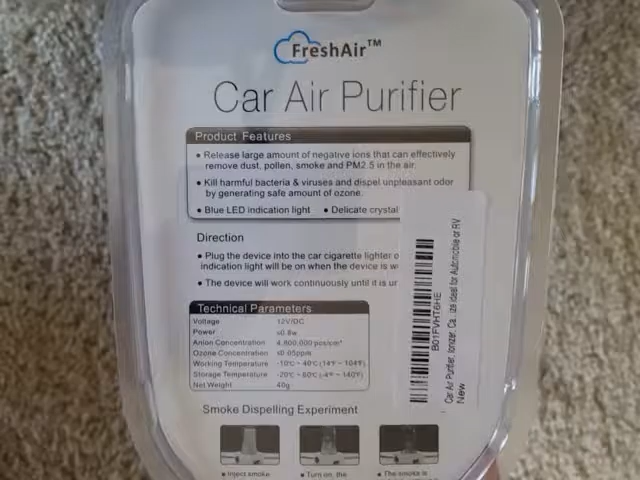 FreshAir™
Car Air Purifier
Product Features
• Release large amount of negative ions that can effectively
remove dust, pollen, smoke and PM2.5 in the air.
• Kill harmful bacteria & viruses and dispel unpleasant odor
by generating safe amount of ozone.
• Blue LED indication light • Delicate crystal
Direction
• Plug the device into the car cigarette lighter o
indication light will be on when the device is w
• The device will work continuously until it is ur
Technical Parameters
Voltage 12V/DC
Power ≤0.8w
Anion Concentration 4,800,000 pcs/cm³
Ozone Concentration ≤0.05ppm
Working Temperature -10℃~40℃(14℉~104℉)
Storage Temperature -20℃~60℃(-4℉~140℉)
Net Weight 40g
Smoke Dispelling Experiment
• Inject smoke
• Turn on, the
• The smoke is
B01FVHT6HE
Car Air Purifier, Ionizer, Ca... ize ideal for Automobile or RV
New